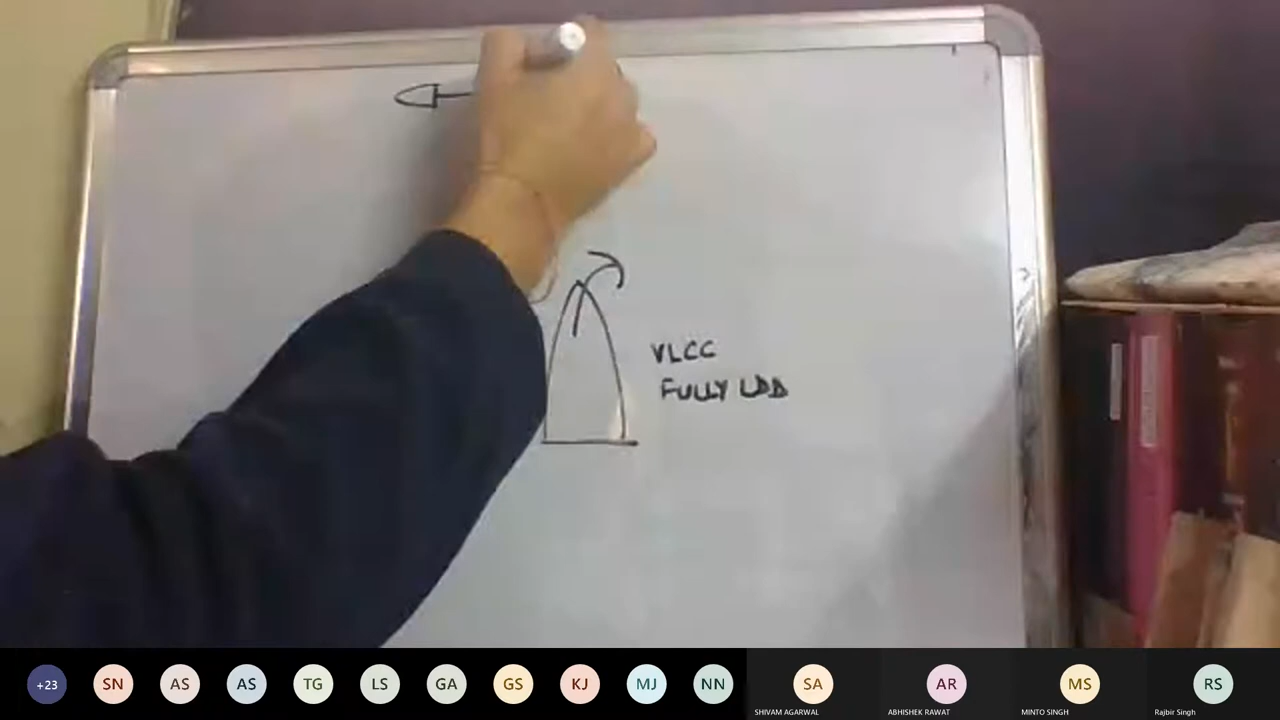 VLCC
FULLY LDD
+23
SN
AS
AS
TG
LS
GA
GS
KJ
MJ
NN
SA
AR
MS
RS
SHIVAM AGARWAL
ABHISHEK RAWAT
MINTO SINGH
Rajbir Singh